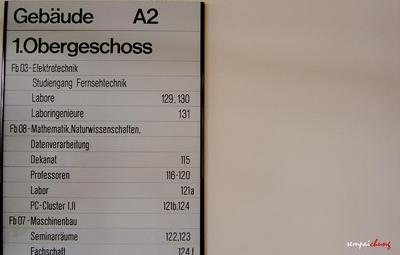 Gebäude A2
1.Obergeschoss
Fb 03-Elektrotechnik
Studiengang Fernsehtechnik
Labore 129, 130
Laboringenieure 131
Fb 08-Mathematik,Naturwissenschaften,
Datenverarbeitung
Dekanat 115
Professoren 116-120
Labor 121a
PC-Cluster I,II 121b,124
Fb 07-Maschinenbau
Seminarräume 122,123
Fachschaft
sempaichung